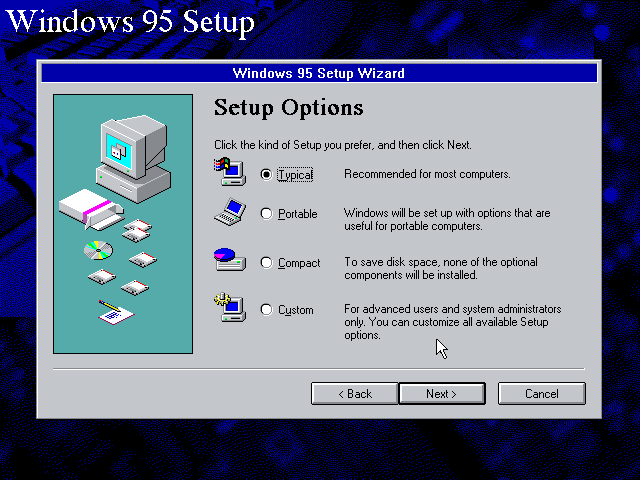 Windows 95 Setup
Windows 95 Setup Wizard
Setup Options
Click the kind of Setup you prefer, and then click Next.
Typical
Recommended for most computers.
Portable
Windows will be set up with options that are
useful for portable computers.
Compact
To save disk space, none of the optional
components will be installed.
Custom
For advanced users and system administrators
only. You can customize all available Setup
options.
< Back
Next >
Cancel